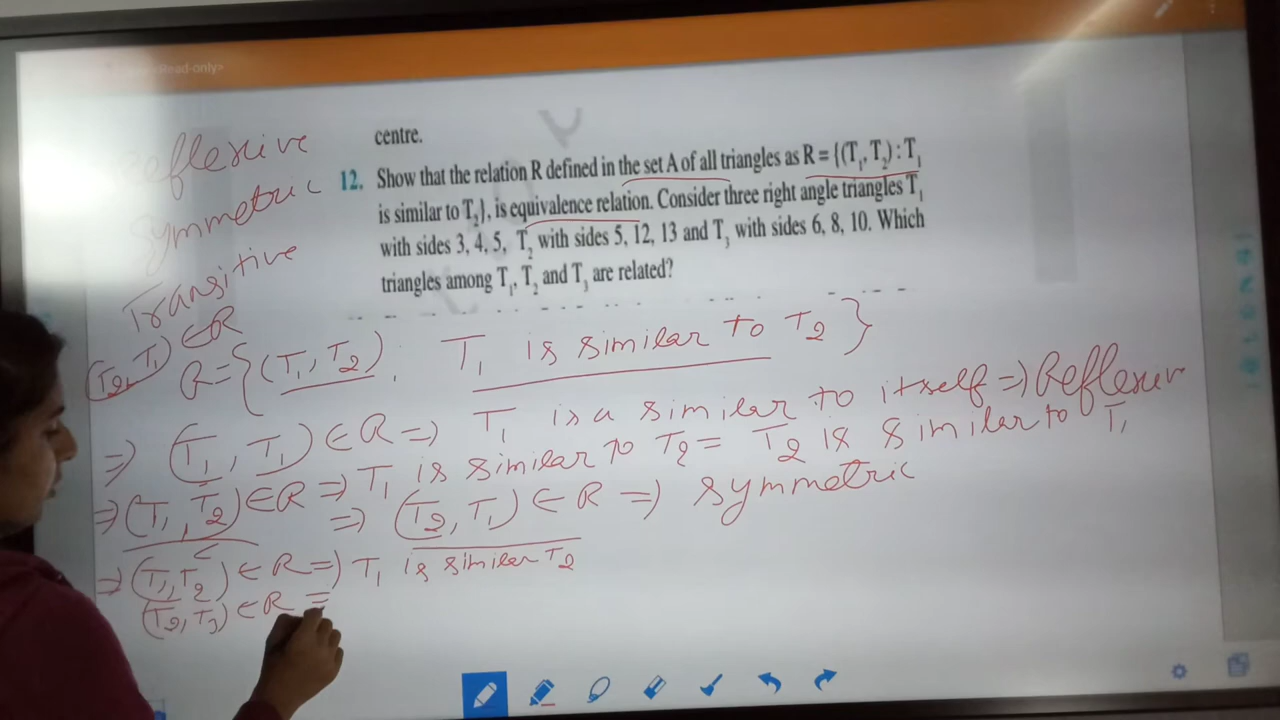 Read-only>
centre.
12. Show that the relation R defined in the set A of all triangles as R = {(T₁, T₂) : T₁
is similar to T₂}, is equivalence relation. Consider three right angle triangles T₁
with sides 3, 4, 5, T₂ with sides 5, 12, 13 and T₃ with sides 6, 8, 10. Which
triangles among T₁, T₂ and T₃ are related?
Symmetric
Transitive
(T₂, T₁) ∈ R
R = {(T₁, T₂) : T₁ is similar to T₂}
⇒ (T₁, T₁) ∈ R ⇒ T₁ is a similar to itself ⇒
⇒ (T₁, T₂) ∈ R ⇒ T₁ is similar to T₂ = T₂ is similar to T₁
⇒ (T₂, T₁) ∈ R ⇒ symmetric
⇒ (T₁, T₂) ∈ R ⇒ T₁ is similar T₂
(T₂, T₃) ∈ R =